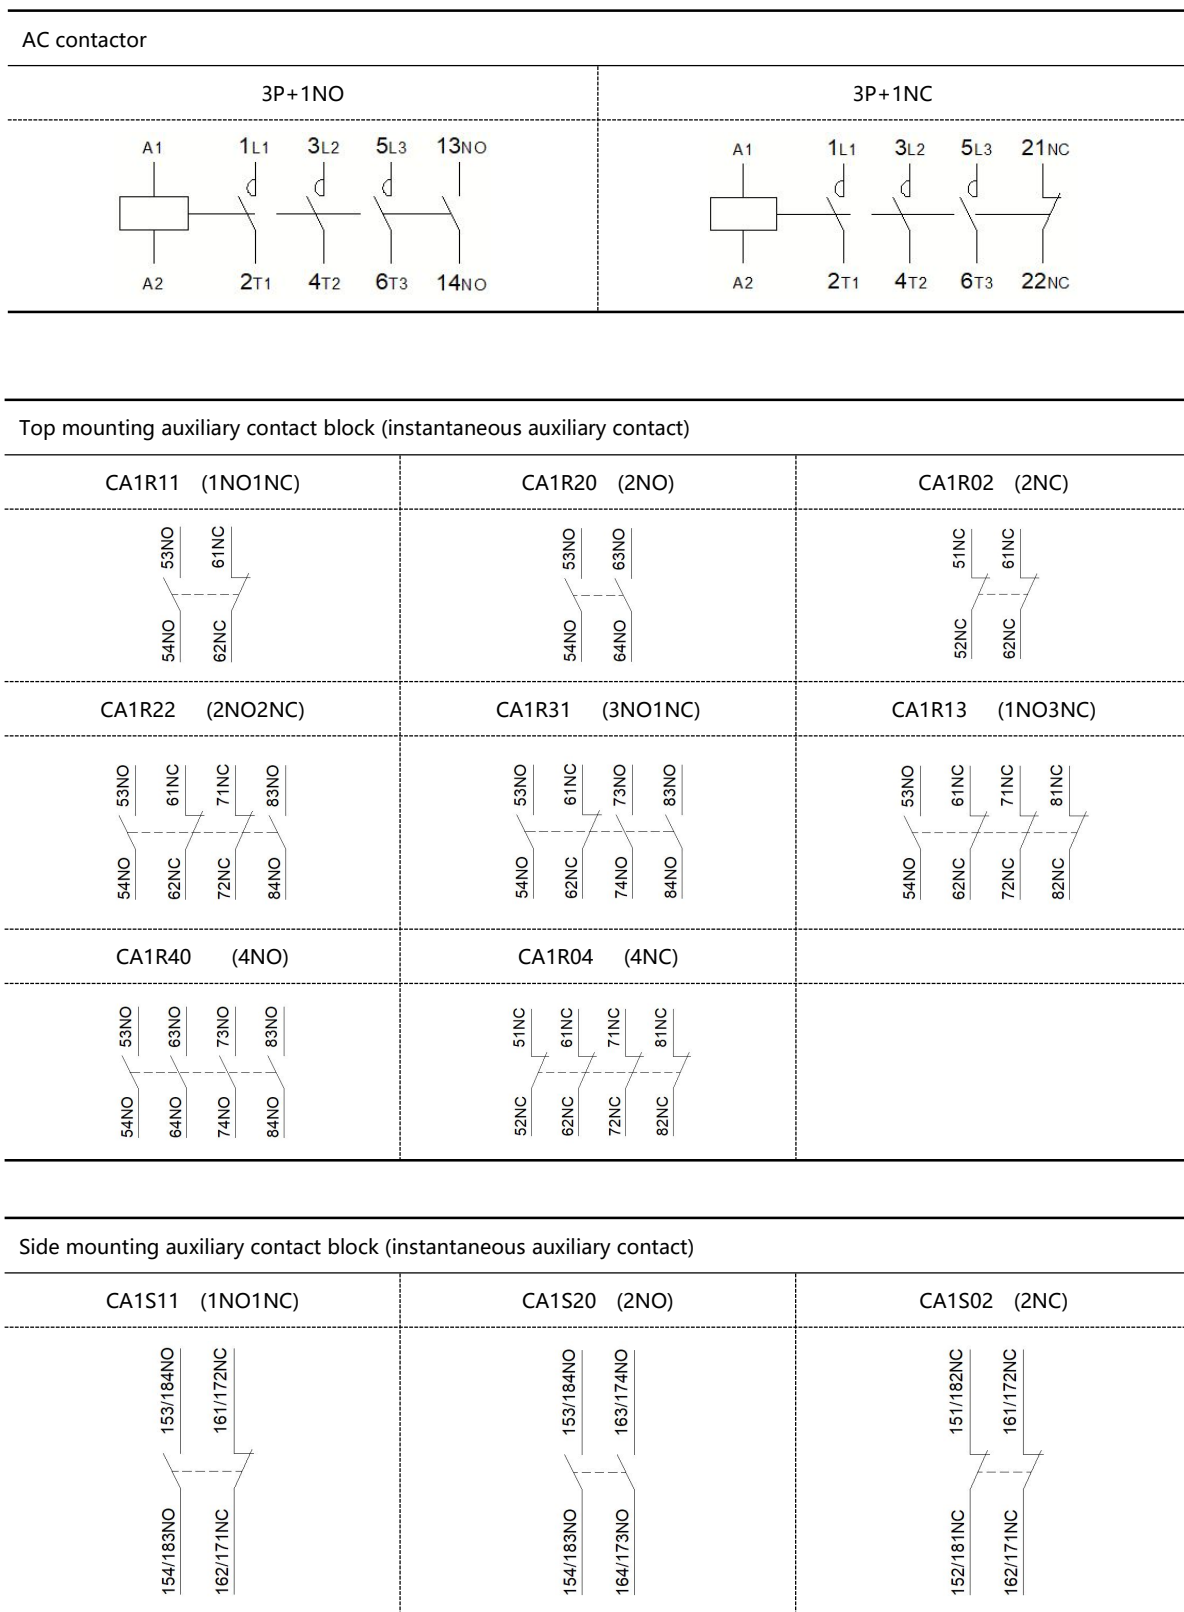 AC contactor
3P+1NO 3P+1NC
A1 1L1 3L2 5L3 13NO A1 1L1 3L2 5L3 21NC
A2 2T1 4T2 6T3 14NO A2 2T1 4T2 6T3 22NC
Top mounting auxiliary contact block (instantaneous auxiliary contact)
CA1R11 (1NO1NC) CA1R20 (2NO) CA1R02 (2NC)
53NO 61NC 53NO 63NO 51NC 61NC
54NO 62NC 54NO 64NO 52NC 62NC
CA1R22 (2NO2NC) CA1R31 (3NO1NC) CA1R13 (1NO3NC)
53NO 61NC 71NC 83NO 53NO 61NC 73NO 83NO 53NO 61NC 71NC 81NC
54NO 62NC 72NC 84NO 54NO 62NC 74NO 84NO 54NO 62NC 72NC 82NC
CA1R40 (4NO) CA1R04 (4NC)
53NO 63NO 73NO 83NO 51NC 61NC 71NC 81NC
54NO 64NO 74NO 84NO 52NC 62NC 72NC 82NC
Side mounting auxiliary contact block (instantaneous auxiliary contact)
CA1S11 (1NO1NC) CA1S20 (2NO) CA1S02 (2NC)
153/184NO 161/172NC 153/184NO 163/174NO 151/182NC 161/172NC
154/183NO 162/171NC 154/183NO 164/173NO 152/181NC 162/171NC